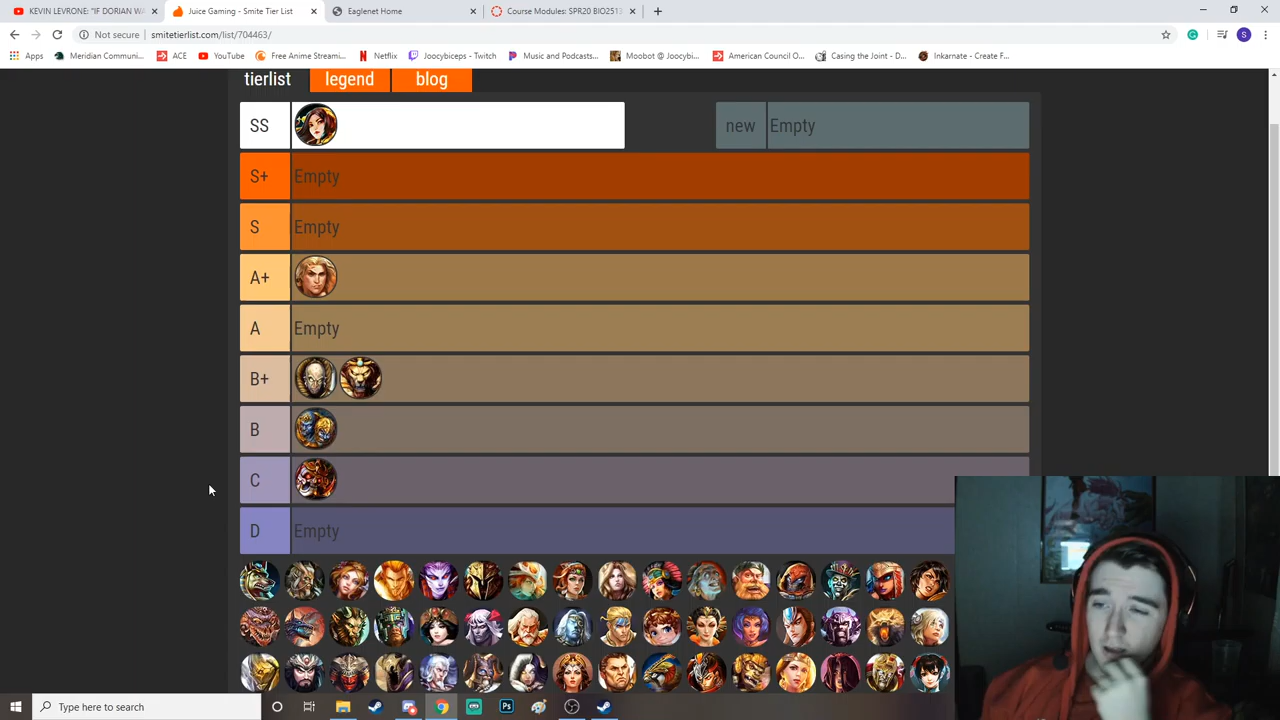 KEVIN LEVRONE: "IF DORIAN WA
Juice Gaming - Smite Tier List
Eaglenet Home
Course Modules: SPR20 BIO2513
Not secure smitetierlist.com/list/704463/
Apps
Meridian Communi...
ACE
YouTube
Free Anime Streami...
Netflix
Joocybiceps - Twitch
Music and Podcasts...
Moobot @ Joocybi...
American Council O...
Casing the Joint - D...
Inkarnate - Create F...
tierlist legend blog
SS
new Empty
S+ Empty
S Empty
A+
A Empty
B+
B
C
D Empty
Type here to search